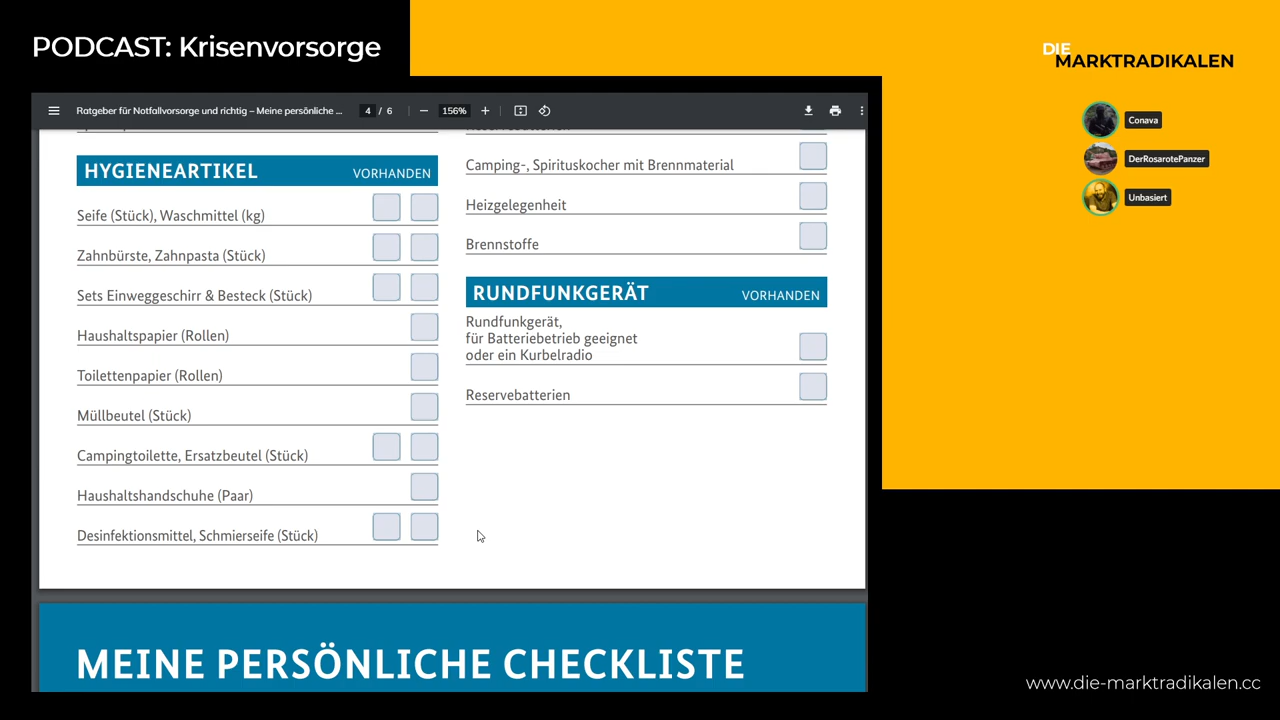 PODCAST: Krisenvorsorge
DIE
MARKTRADIKALEN
Ratgeber für Notfallvorsorge und richtig – Meine persönliche ...
4 / 6
156%
HYGIENEARTIKEL VORHANDEN
Seife (Stück), Waschmittel (kg)
Zahnbürste, Zahnpasta (Stück)
Sets Einweggeschirr & Besteck (Stück)
Haushaltspapier (Rollen)
Toilettenpapier (Rollen)
Müllbeutel (Stück)
Campingtoilette, Ersatzbeutel (Stück)
Haushaltshandschuhe (Paar)
Desinfektionsmittel, Schmierseife (Stück)
Camping-, Spirituskocher mit Brennmaterial
Heizgelegenheit
Brennstoffe
RUNDFUNKGERÄT VORHANDEN
Rundfunkgerät,
für Batteriebetrieb geeignet
oder ein Kurbelradio
Reservebatterien
MEINE PERSÖNLICHE CHECKLISTE
Conava
DerRosarotePanzer
Unbasiert
www.die-marktradikalen.cc